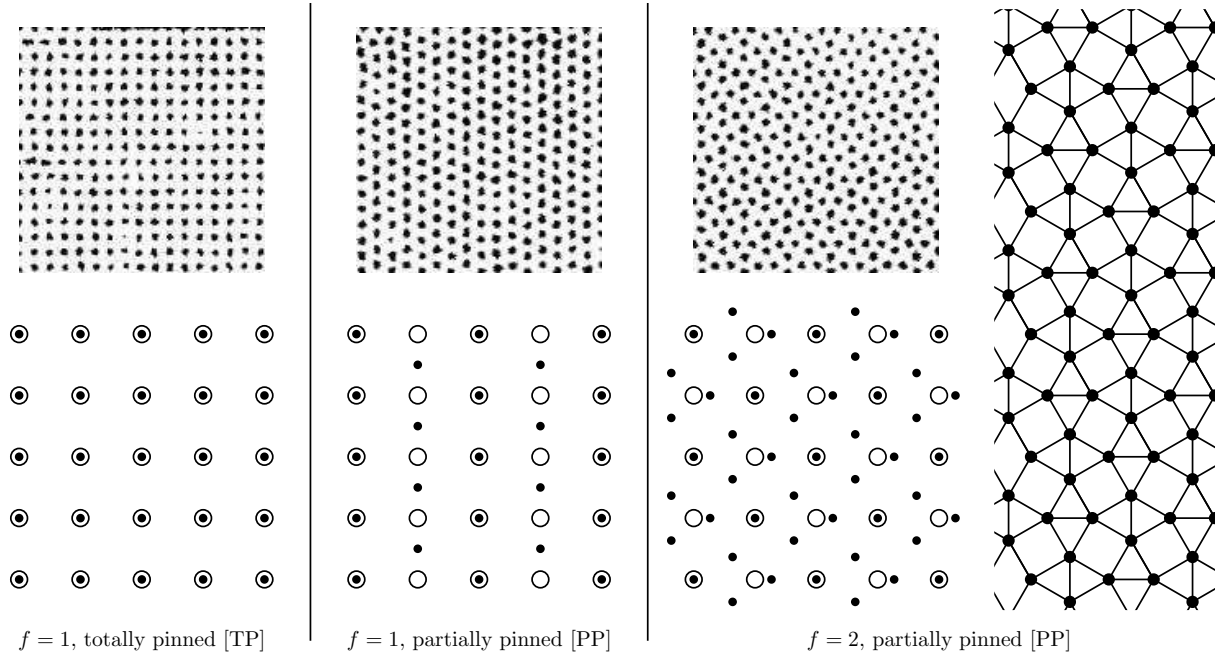 f = 1, totally pinned [TP]
f = 1, partially pinned [PP]
f = 2, partially pinned [PP]